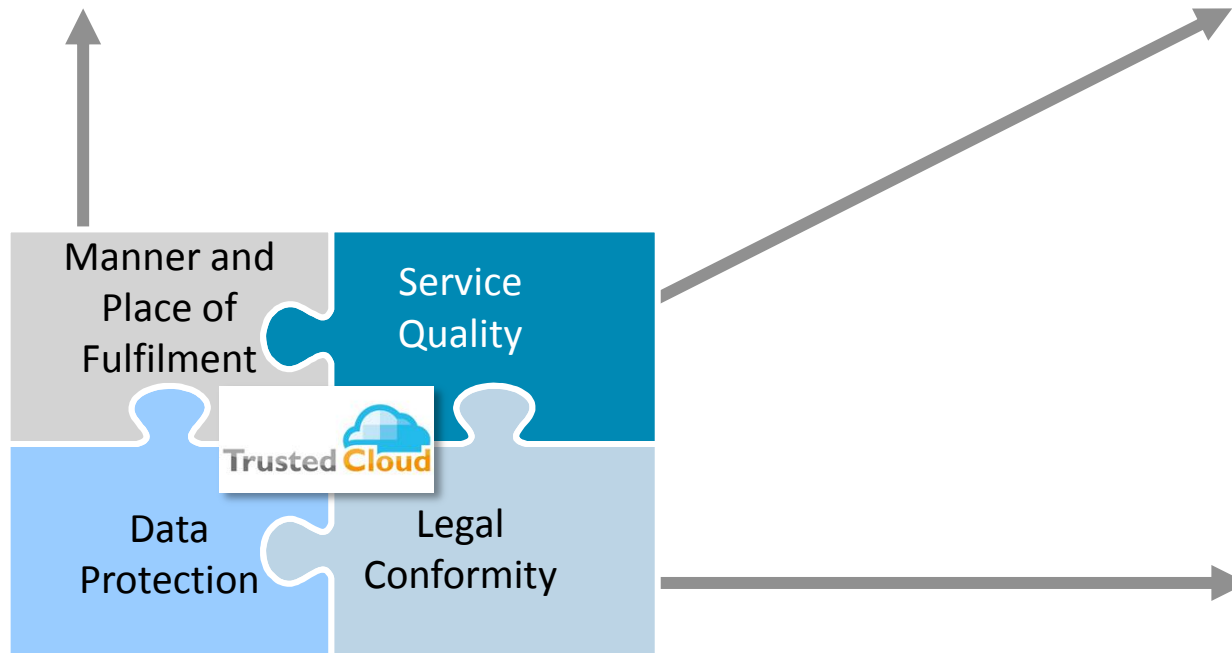 Manner and
Place of
Fulfilment
Service
Quality
Trusted Cloud
Data
Protection
Legal
Conformity